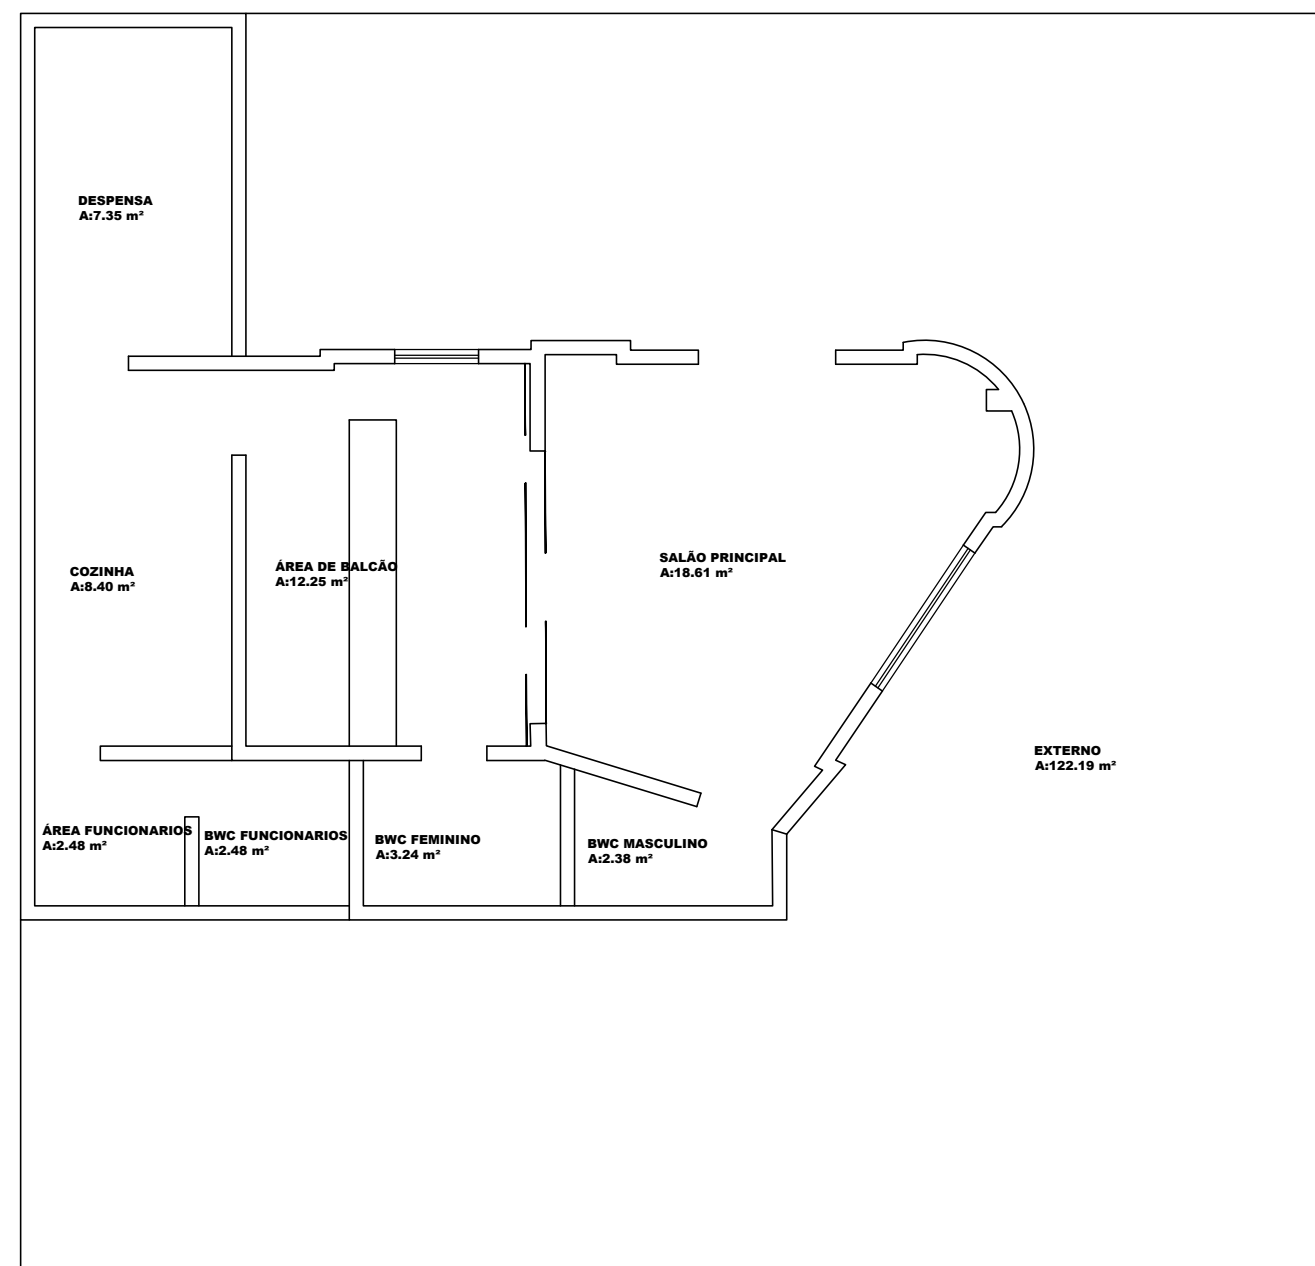 DESPENSA
A:7.35 m²
COZINHA
A:8.40 m²
ÁREA DE BALCÃO
A:12.25 m²
SALÃO PRINCIPAL
A:18.61 m²
EXTERNO
A:122.19 m²
ÁREA FUNCIONARIOS
A:2.48 m²
BWC FUNCIONARIOS
A:2.48 m²
BWC FEMININO
A:3.24 m²
BWC MASCULINO
A:2.38 m²